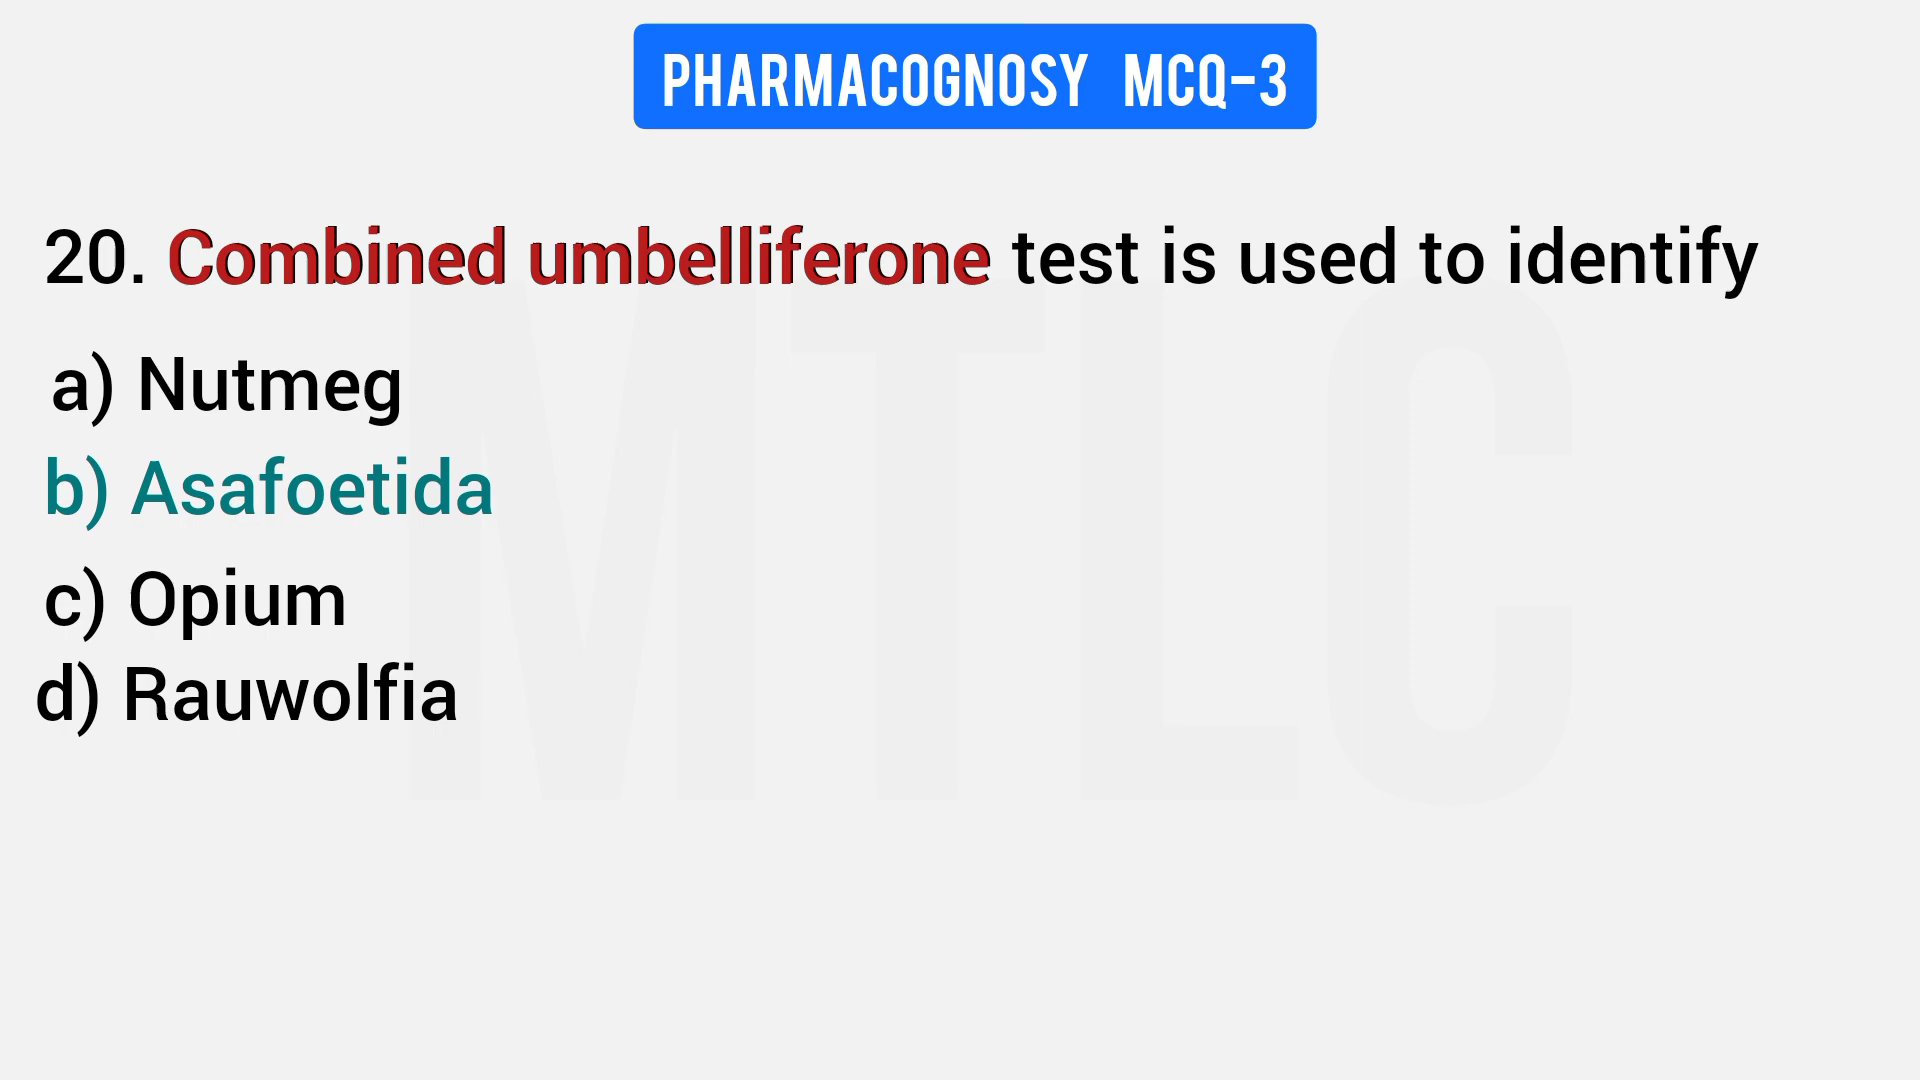 PHARMACOGNOSY MCQ-3
20. Combined umbelliferone test is used to identify
a) Nutmeg
b) Asafoetida
c) Opium
d) Rauwolfia
MTLC